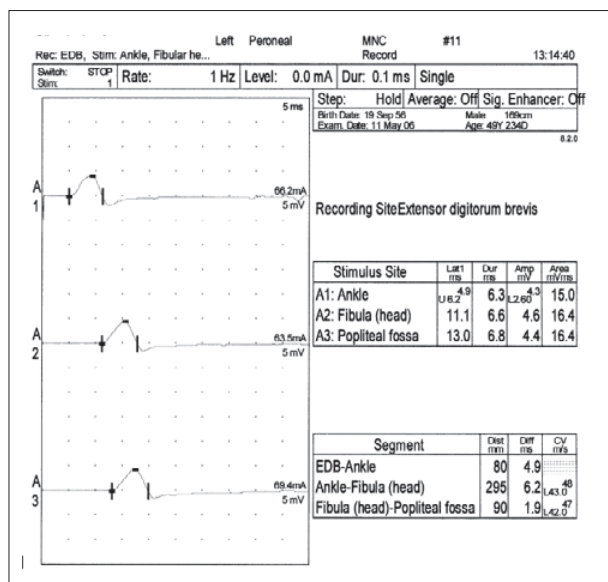 Left Peroneal MNC #11
Rec: EDB, Stim: Ankle, Fibular he... Record 13:14:40
Switch: STOP Rate: 1 Hz Level: 0.0 mA Dur: 0.1 ms Single
Stim: 1
Step: Hold Average: Off Sig. Enhancer: Off
5 ms
Birth Date: 19 Sep 56 Male 169cm
Exam. Date: 11 May 06 Age: 49Y 234D
8.2.0
A
1
66.2mA
5 mV
Recording SiteExtensor digitorum brevis
Stimulus Site Lat1 ms Dur ms Amp mV Area mVms
A1: Ankle U6.2 4.9 6.3 L2.60 4.3 15.0
A2: Fibula (head) 11.1 6.6 4.6 16.4
A3: Popliteal fossa 13.0 6.8 4.4 16.4
A
2
63.5mA
5 mV
Segment Dist mm Diff ms CV m/s
EDB-Ankle 80 4.9
Ankle-Fibula (head) 295 6.2 L43.0 48
Fibula (head)-Popliteal fossa 90 1.9 L42.0 47
A
3
69.4mA
5 mV